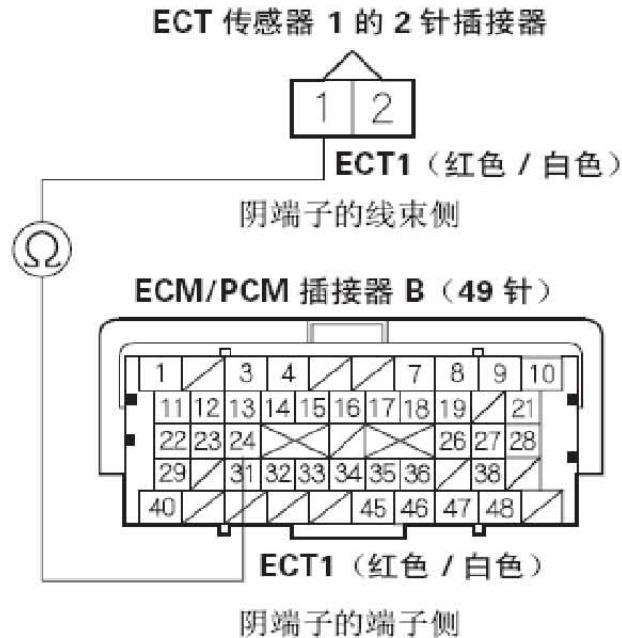 ECT 传感器 1 的 2 针插接器
1 2
ECT1（红色 / 白色）
阴端子的线束侧
Ω
ECM/PCM 插接器 B（49 针）
1 3 4 7 8 9 10
11 12 13 14 15 16 17 18 19 21
22 23 24 26 27 28
29 31 32 33 34 35 36 38
40 45 46 47 48
ECT1（红色 / 白色）
阴端子的端子侧